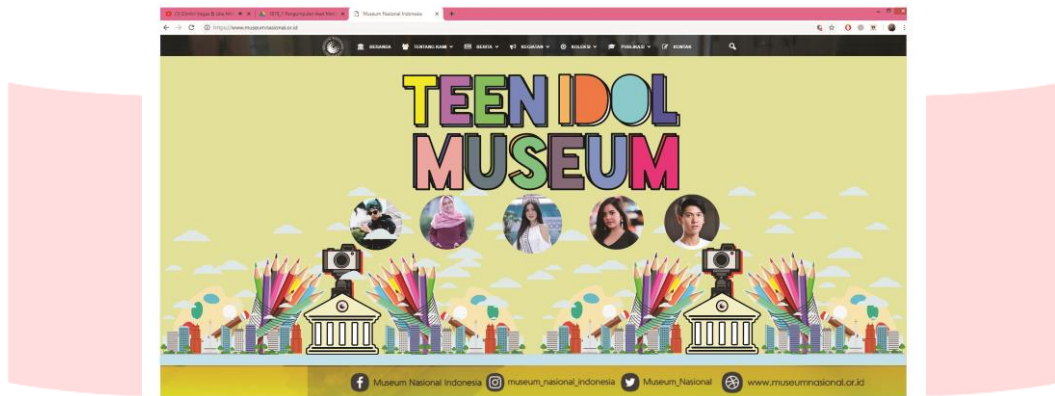 Museum Nasional Indonesia
https://www.museumnasional.or.id
BERANDA TENTANG KAMI BERITA KEGIATAN KOLEKSI PUBLIKASI KONTAK
TEEN IDOL
MUSEUM
Museum Nasional Indonesia museum_nasional_indonesia Museum_Nasional www.museumnasional.or.id